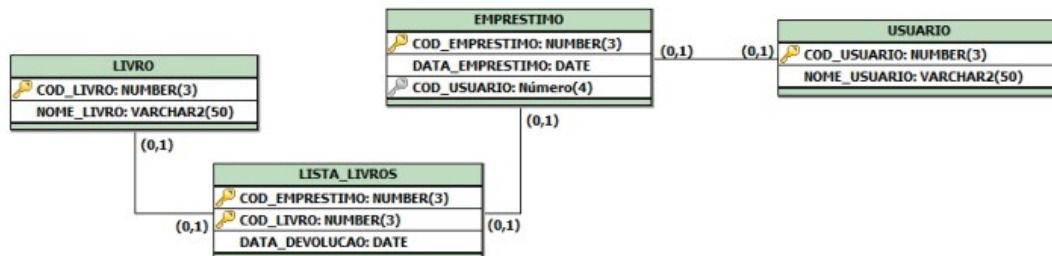 EMPRESTIMO
COD_EMPRESTIMO: NUMBER(3)
DATA_EMPRESTIMO: DATE
COD_USUARIO: Número(4)
(0,1)
(0,1)
USUARIO
COD_USUARIO: NUMBER(3)
NOME_USUARIO: VARCHAR2(50)
LIVRO
COD_LIVRO: NUMBER(3)
NOME_LIVRO: VARCHAR2(50)
(0,1)
(0,1)
LISTA_LIVROS
COD_EMPRESTIMO: NUMBER(3)
COD_LIVRO: NUMBER(3)
DATA_DEVOLUCAO: DATE
(0,1)
(0,1)